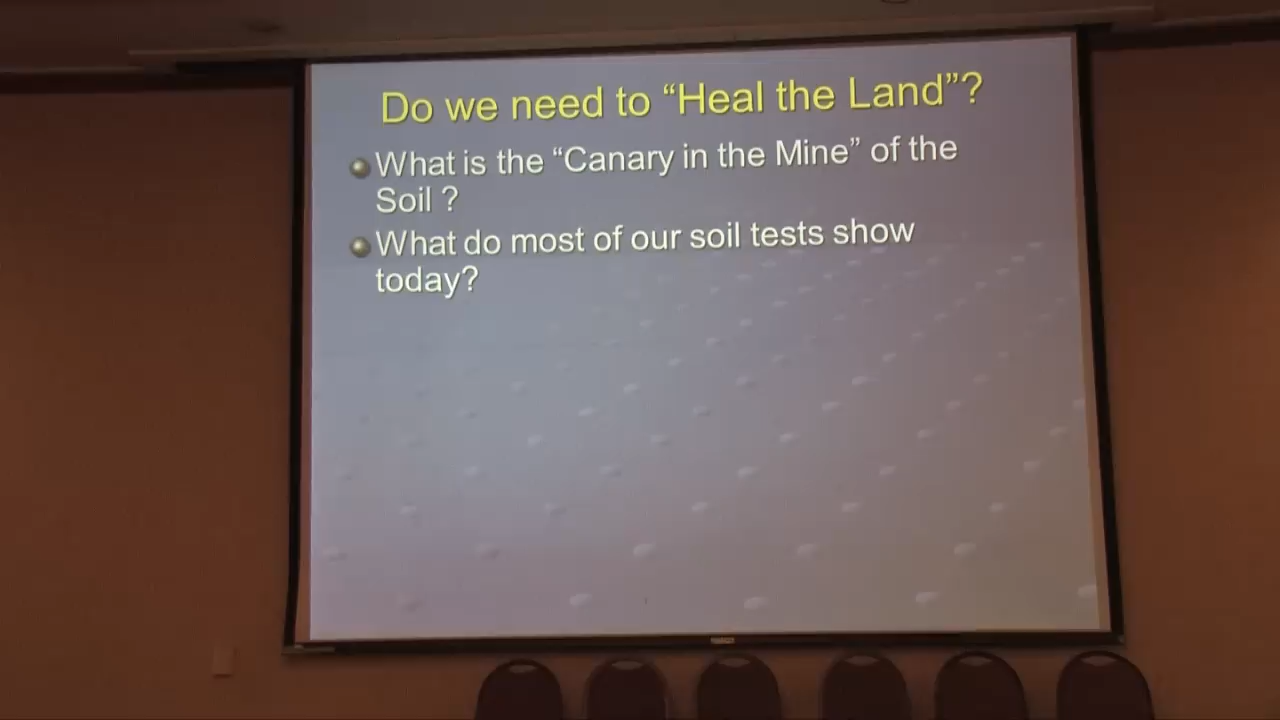 Do we need to “Heal the Land”?
What is the “Canary in the Mine” of the
Soil ?
What do most of our soil tests show
today?